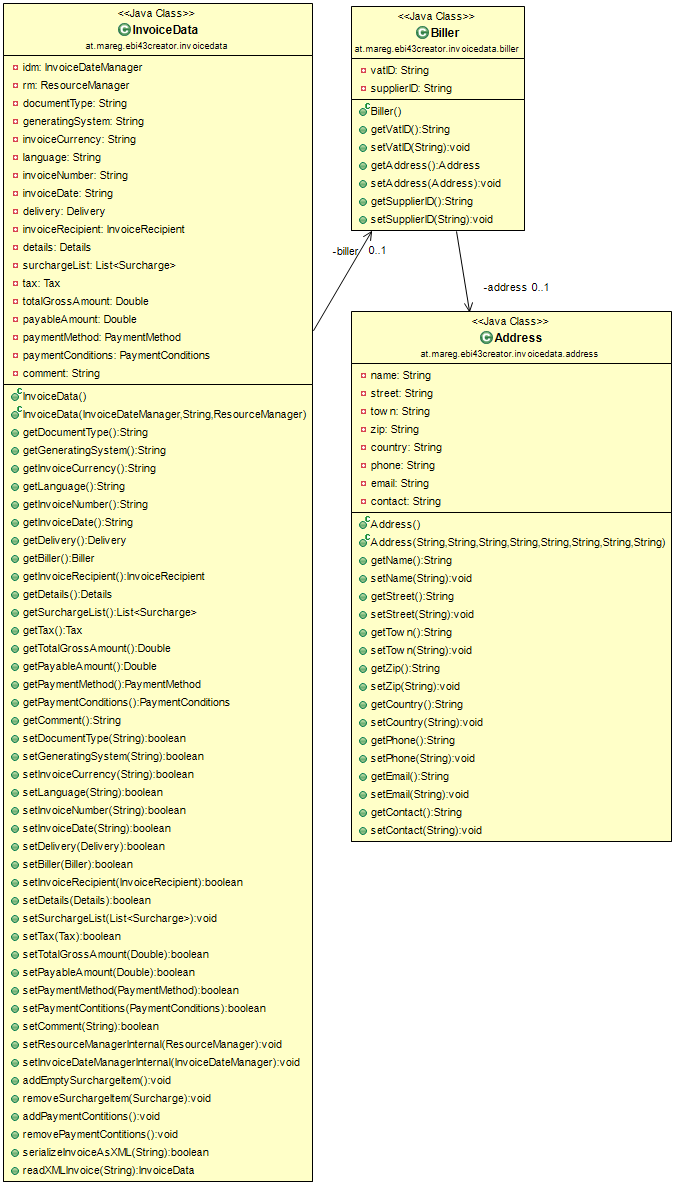 <<Java Class>>
InvoiceData
at.mareg.ebi43creator.invoicedata
idm: InvoiceDateManager
rm: ResourceManager
documentType: String
generatingSystem: String
invoiceCurrency: String
language: String
invoiceNumber: String
invoiceDate: String
delivery: Delivery
invoiceRecipient: InvoiceRecipient
details: Details
surchargeList: List<Surcharge>
tax: Tax
totalGrossAmount: Double
payableAmount: Double
paymentMethod: PaymentMethod
paymentConditions: PaymentConditions
comment: String
InvoiceData()
InvoiceData(InvoiceDateManager,String,ResourceManager)
getDocumentType():String
getGeneratingSystem():String
getInvoiceCurrency():String
getLanguage():String
getInvoiceNumber():String
getInvoiceDate():String
getDelivery():Delivery
getBiller():Biller
getInvoiceRecipient():InvoiceRecipient
getDetails():Details
getSurchargeList():List<Surcharge>
getTax():Tax
getTotalGrossAmount():Double
getPayableAmount():Double
getPaymentMethod():PaymentMethod
getPaymentConditions():PaymentConditions
getComment():String
setDocumentType(String):boolean
setGeneratingSystem(String):boolean
setInvoiceCurrency(String):boolean
setLanguage(String):boolean
setInvoiceNumber(String):boolean
setInvoiceDate(String):boolean
setDelivery(Delivery):boolean
setBiller(Biller):boolean
setInvoiceRecipient(InvoiceRecipient):boolean
setDetails(Details):boolean
setSurchargeList(List<Surcharge>):void
setTax(Tax):boolean
setTotalGrossAmount(Double):boolean
setPayableAmount(Double):boolean
setPaymentMethod(PaymentMethod):boolean
setPaymentContitions(PaymentConditions):boolean
setComment(String):boolean
setResourceManagerInternal(ResourceManager):void
setInvoiceDateManagerInternal(InvoiceDateManager):void
addEmptySurchargeItem():void
removeSurchargeItem(Surcharge):void
addPaymentContitions():void
removePaymentContitions():void
serializeInvoiceAsXML(String):boolean
readXMLInvoice(String):InvoiceData
<<Java Class>>
Biller
at.mareg.ebi43creator.invoicedata.biller
vatID: String
supplierID: String
Biller()
getVatID():String
setVatID(String):void
getAddress():Address
setAddress(Address):void
getSupplierID():String
setSupplierID(String):void
-biller 0..1
-address 0..1
<<Java Class>>
Address
at.mareg.ebi43creator.invoicedata.address
name: String
street: String
town: String
zip: String
country: String
phone: String
email: String
contact: String
Address()
Address(String,String,String,String,String,String,String,String)
getName():String
setName(String):void
getStreet():String
setStreet(String):void
getTown():String
setTown(String):void
getZip():String
setZip(String):void
getCountry():String
setCountry(String):void
getPhone():String
setPhone(String):void
getEmail():String
setEmail(String):void
getContact():String
setContact(String):void